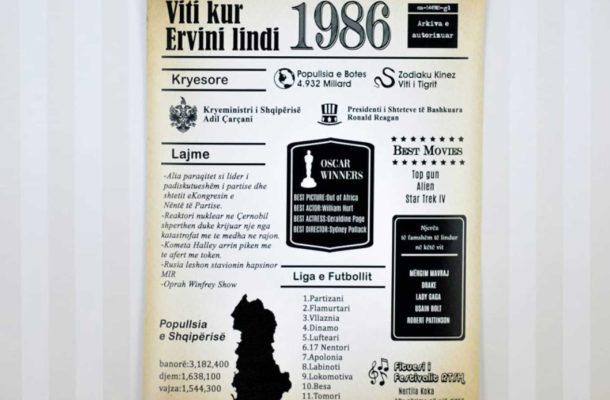 Viti kur
Ervini lindi
1986
Arkiva e
autorizuar
Kryesore
Popullsia e Botes
4.932 Miliard
Zodiaku Kinez
Viti i Tigrit
Kryeministri i Shqipërisë
Adil Çarçani
Presidenti i Shteteve të Bashkuara
Ronald Reagan
Lajme
-Alia paraqitet si lider i
padiskutueshëm i partise dhe
shtetit eKongresin e
Nëntë të Partise.
-Reaktori nuklear ne Çernobil
shperthen duke krijuar nje nga
katastrofat me te medha ne rajon.
-Kometa Halley arrin piken me
te afert me token.
-Rusia leshon stavionin hapsinor
MIR
-Oprah Winfrey Show
OSCAR
WINNERS
BEST PICTURE:Out of Africa
BEST ACTOR:William Hurt
BEST ACTRESS:Geraldine Page
BEST DIRECTOR:Sydney Pollack
BEST MOVIES
Top gun
Alien
Star Trek IV
Njerëz
të famshëm të lindur
në këtë vit
MËRGIM MAVRAJ
DRAKE
LADY GAGA
USAIN BOLT
ROBERT PATTINSON
Liga e Futbollit
1.Partizani
2.Flamurtari
3.Vllaznia
4.Dinamo
5.Lufteari
6.17 Nentori
7.Apolonia
8.Labinoti
9.Lokomotiva
10.Besa
11.Tomori
Popullsia
e Shqipërisë
banorë:3,182,400
djem:1,638,100
vajza:1,544,300
Fituesi i
Festivalit RTSH
Nertila Koka